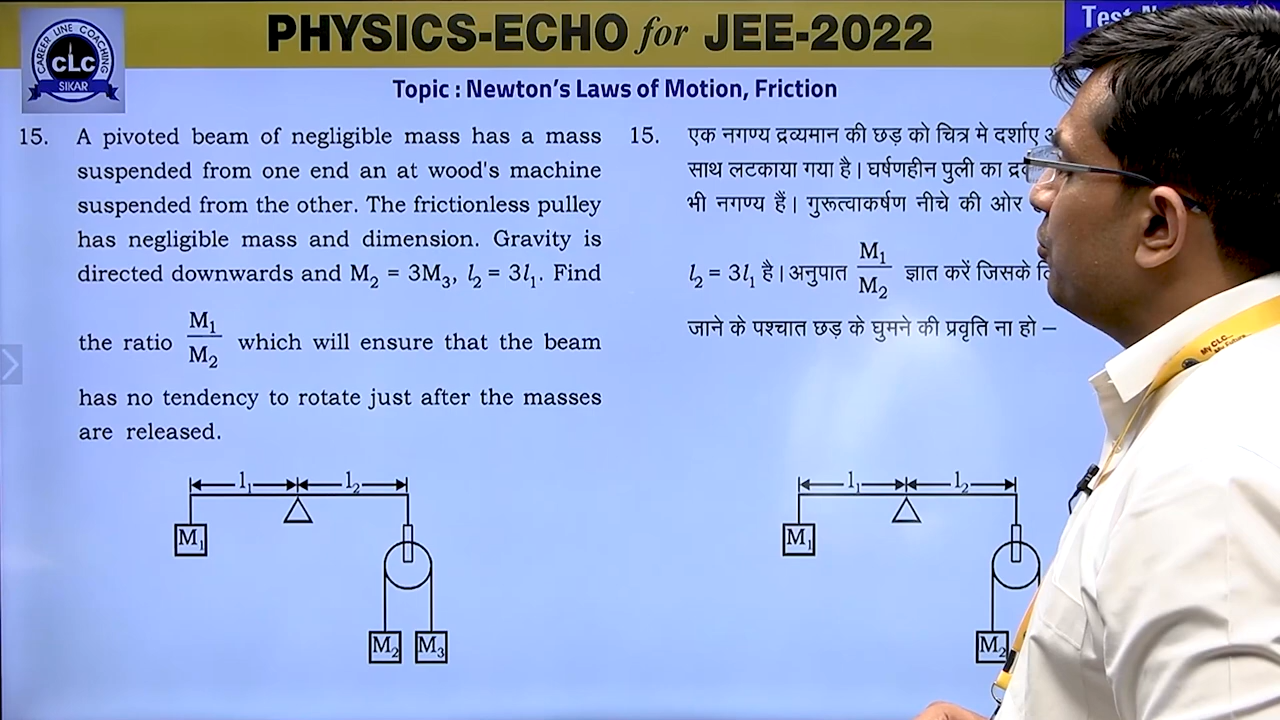 CAREER LINE COACHING
CLC
SIKAR
PHYSICS-ECHO for JEE-2022
Topic : Newton's Laws of Motion, Friction
15. A pivoted beam of negligible mass has a mass
suspended from one end an at wood's machine
suspended from the other. The frictionless pulley
has negligible mass and dimension. Gravity is
directed downwards and M₂ = 3M₃, l₂ = 3l₁. Find
the ratio M₁/M₂ which will ensure that the beam
has no tendency to rotate just after the masses
are released.
l₁ l₂
M₁
M₂ M₃
15. एक नगण्य द्रव्यमान की छड़ को चित्र मे दर्शाए
साथ लटकाया गया है। घर्षणहीन पुली का
भी नगण्य हैं। गुरूत्वाकर्षण नीचे की ओर
l₂ = 3l₁ है। अनुपात M₁/M₂ ज्ञात करें जिसके
जाने के पश्चात छड़ के घुमने की प्रवृति ना हो –
l₁ l₂
M₁
M₂
My CLC...
My Future...